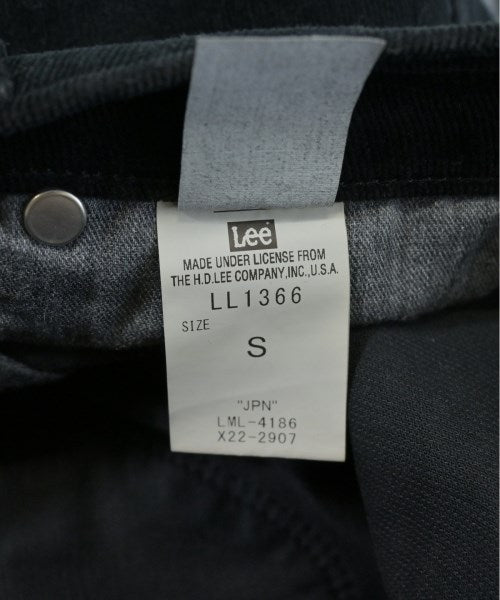 Lee
MADE UNDER LICENSE FROM
THE H.D.LEE COMPANY,INC.,U.S.A.
LL1366
SIZE
S
"JPN"
LML-4186
X22-2907